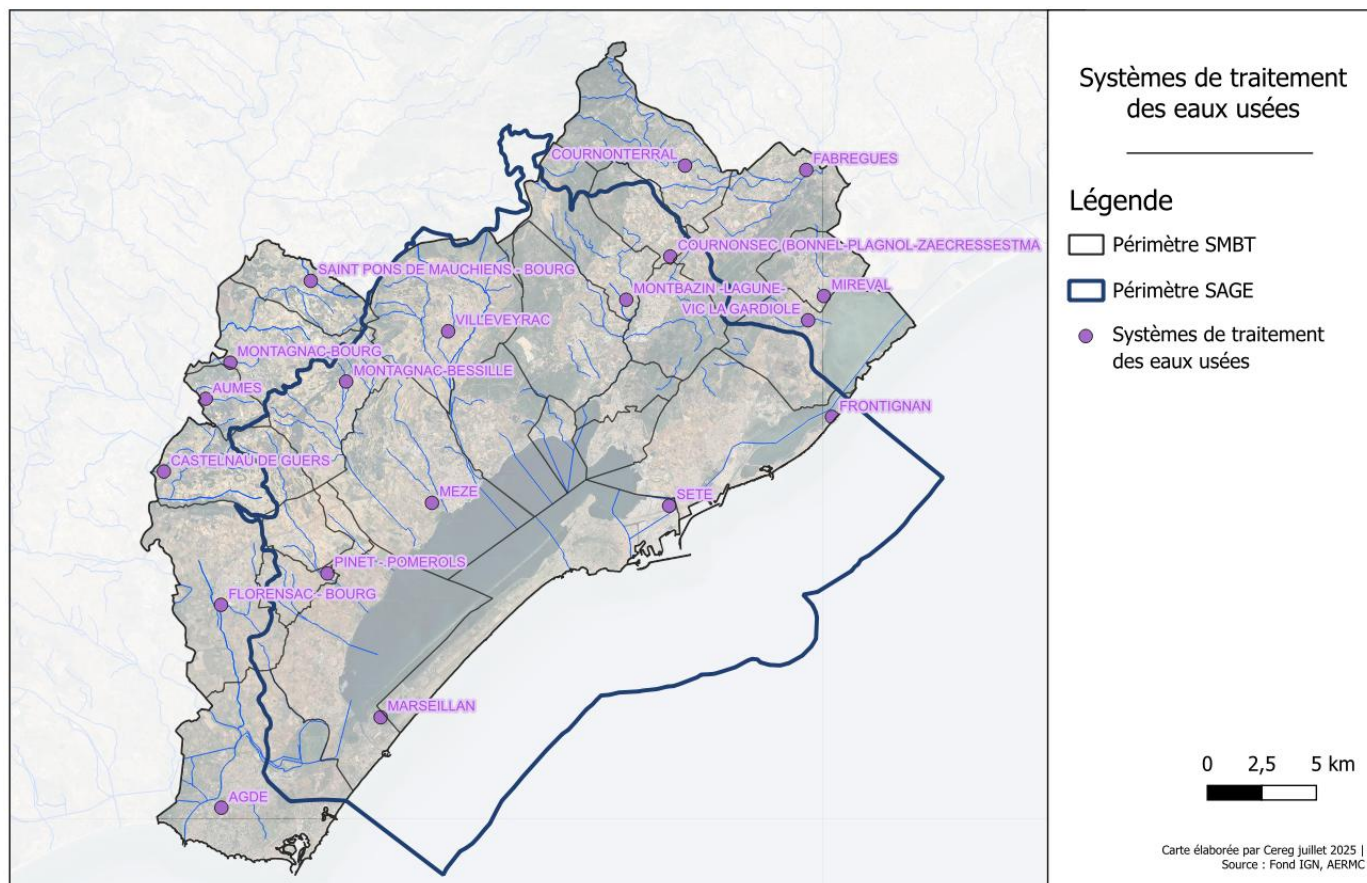 Systèmes de traitement
des eaux usées
Légende
Périmètre SMBT
Périmètre SAGE
Systèmes de traitement
des eaux usées
COURNONTERRAL
FABREGUES
COURNONSEC-(BONNEL-PLAGNOL-ZAECRESSESTMA
SAINT PONS DE MAUCHIENS - BOURG
MONTBAZIN -LAGUNE-
MIREVAL
VIC LA GARDIOLE
VILLEVEYRAC
MONTAGNAC-BOURG
MONTAGNAC-BESSILLE
AUMES
FRONTIGNAN
CASTELNAU DE GUERS
MEZE
SETE
PINET - POMEROLS
FLORENSAC - BOURG
MARSEILLAN
AGDE
0 2,5 5 km
Carte élaborée par Cereg juillet 2025 |
Source : Fond IGN, AERMC